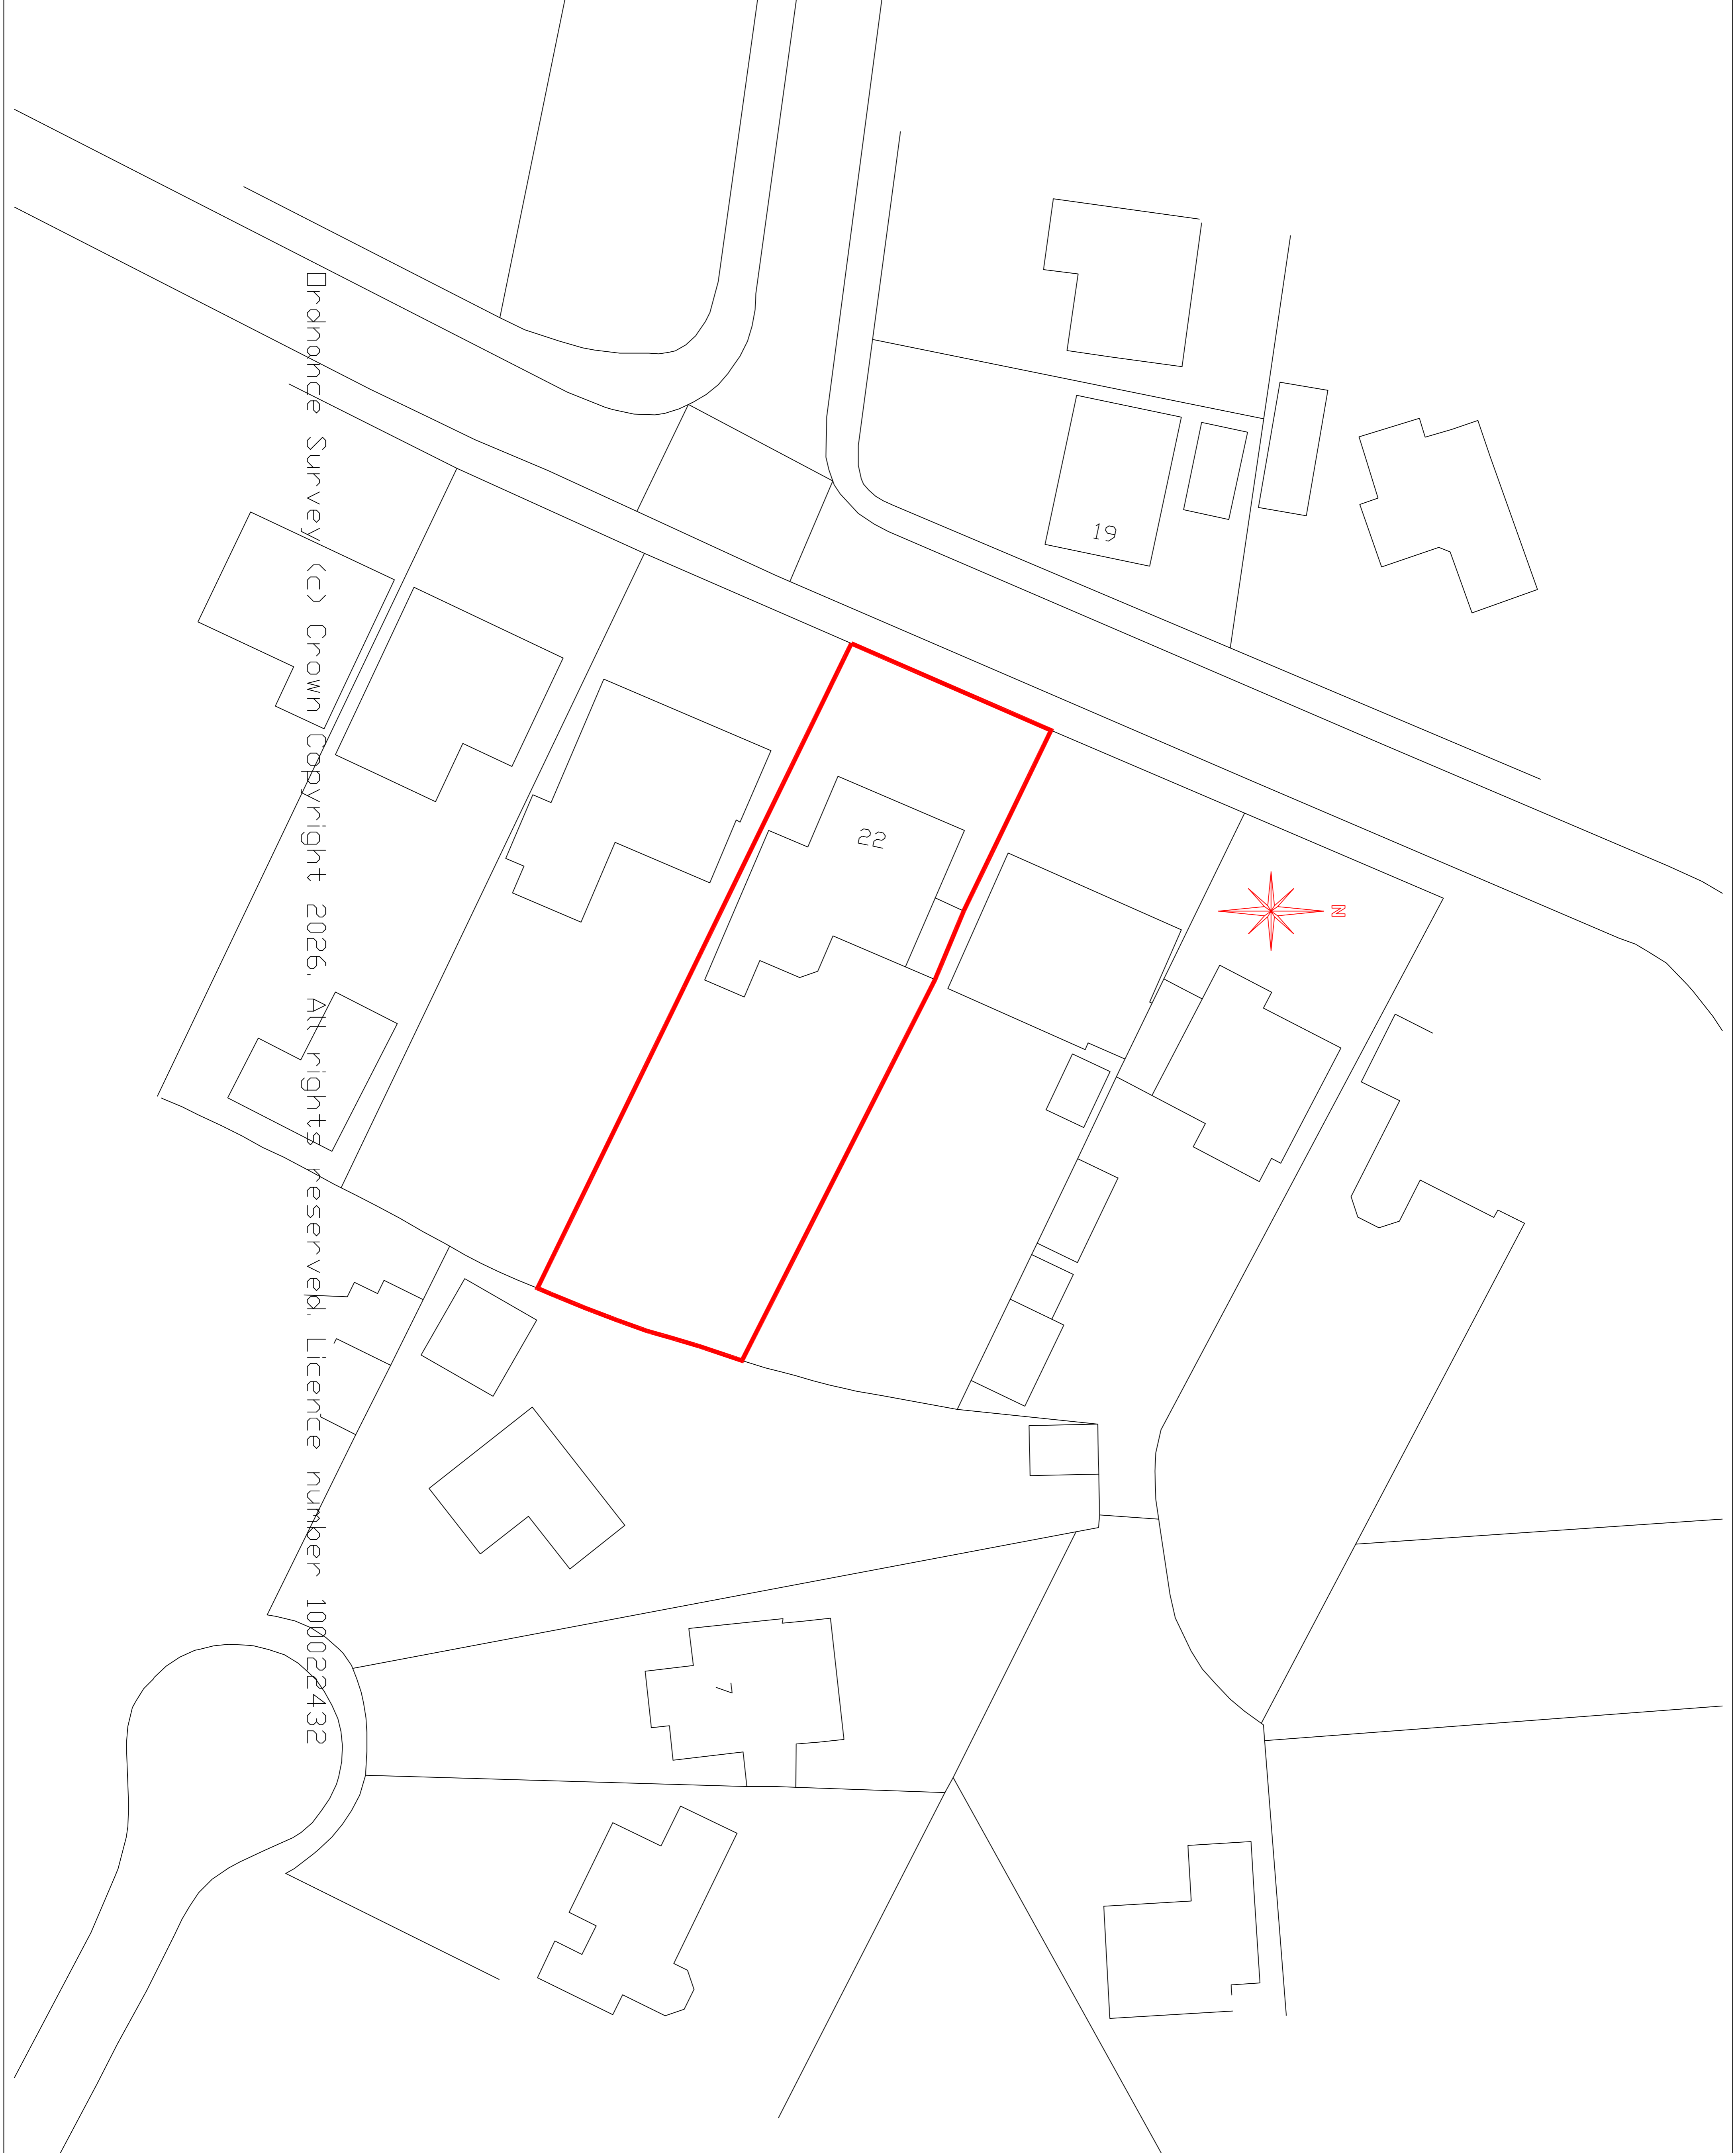 19
22
N
7
Ordnance Survey (c) Crown Copyright 2026. All rights reserved. Licence number 100022432